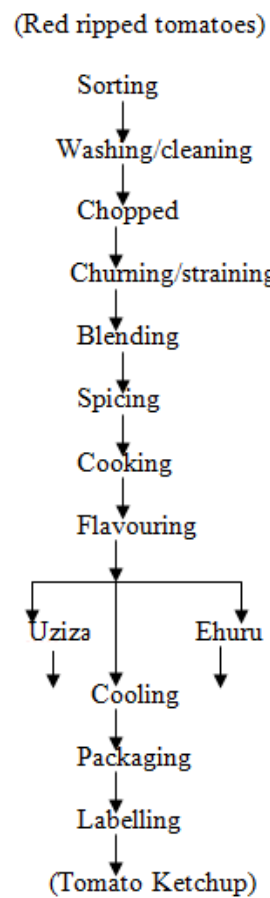 (Red ripped tomatoes)
Sorting
Washing/cleaning
Chopped
Churning/straining
Blending
Spicing
Cooking
Flavouring
Uziza
Ehuru
Cooling
Packaging
Labelling
(Tomato Ketchup)